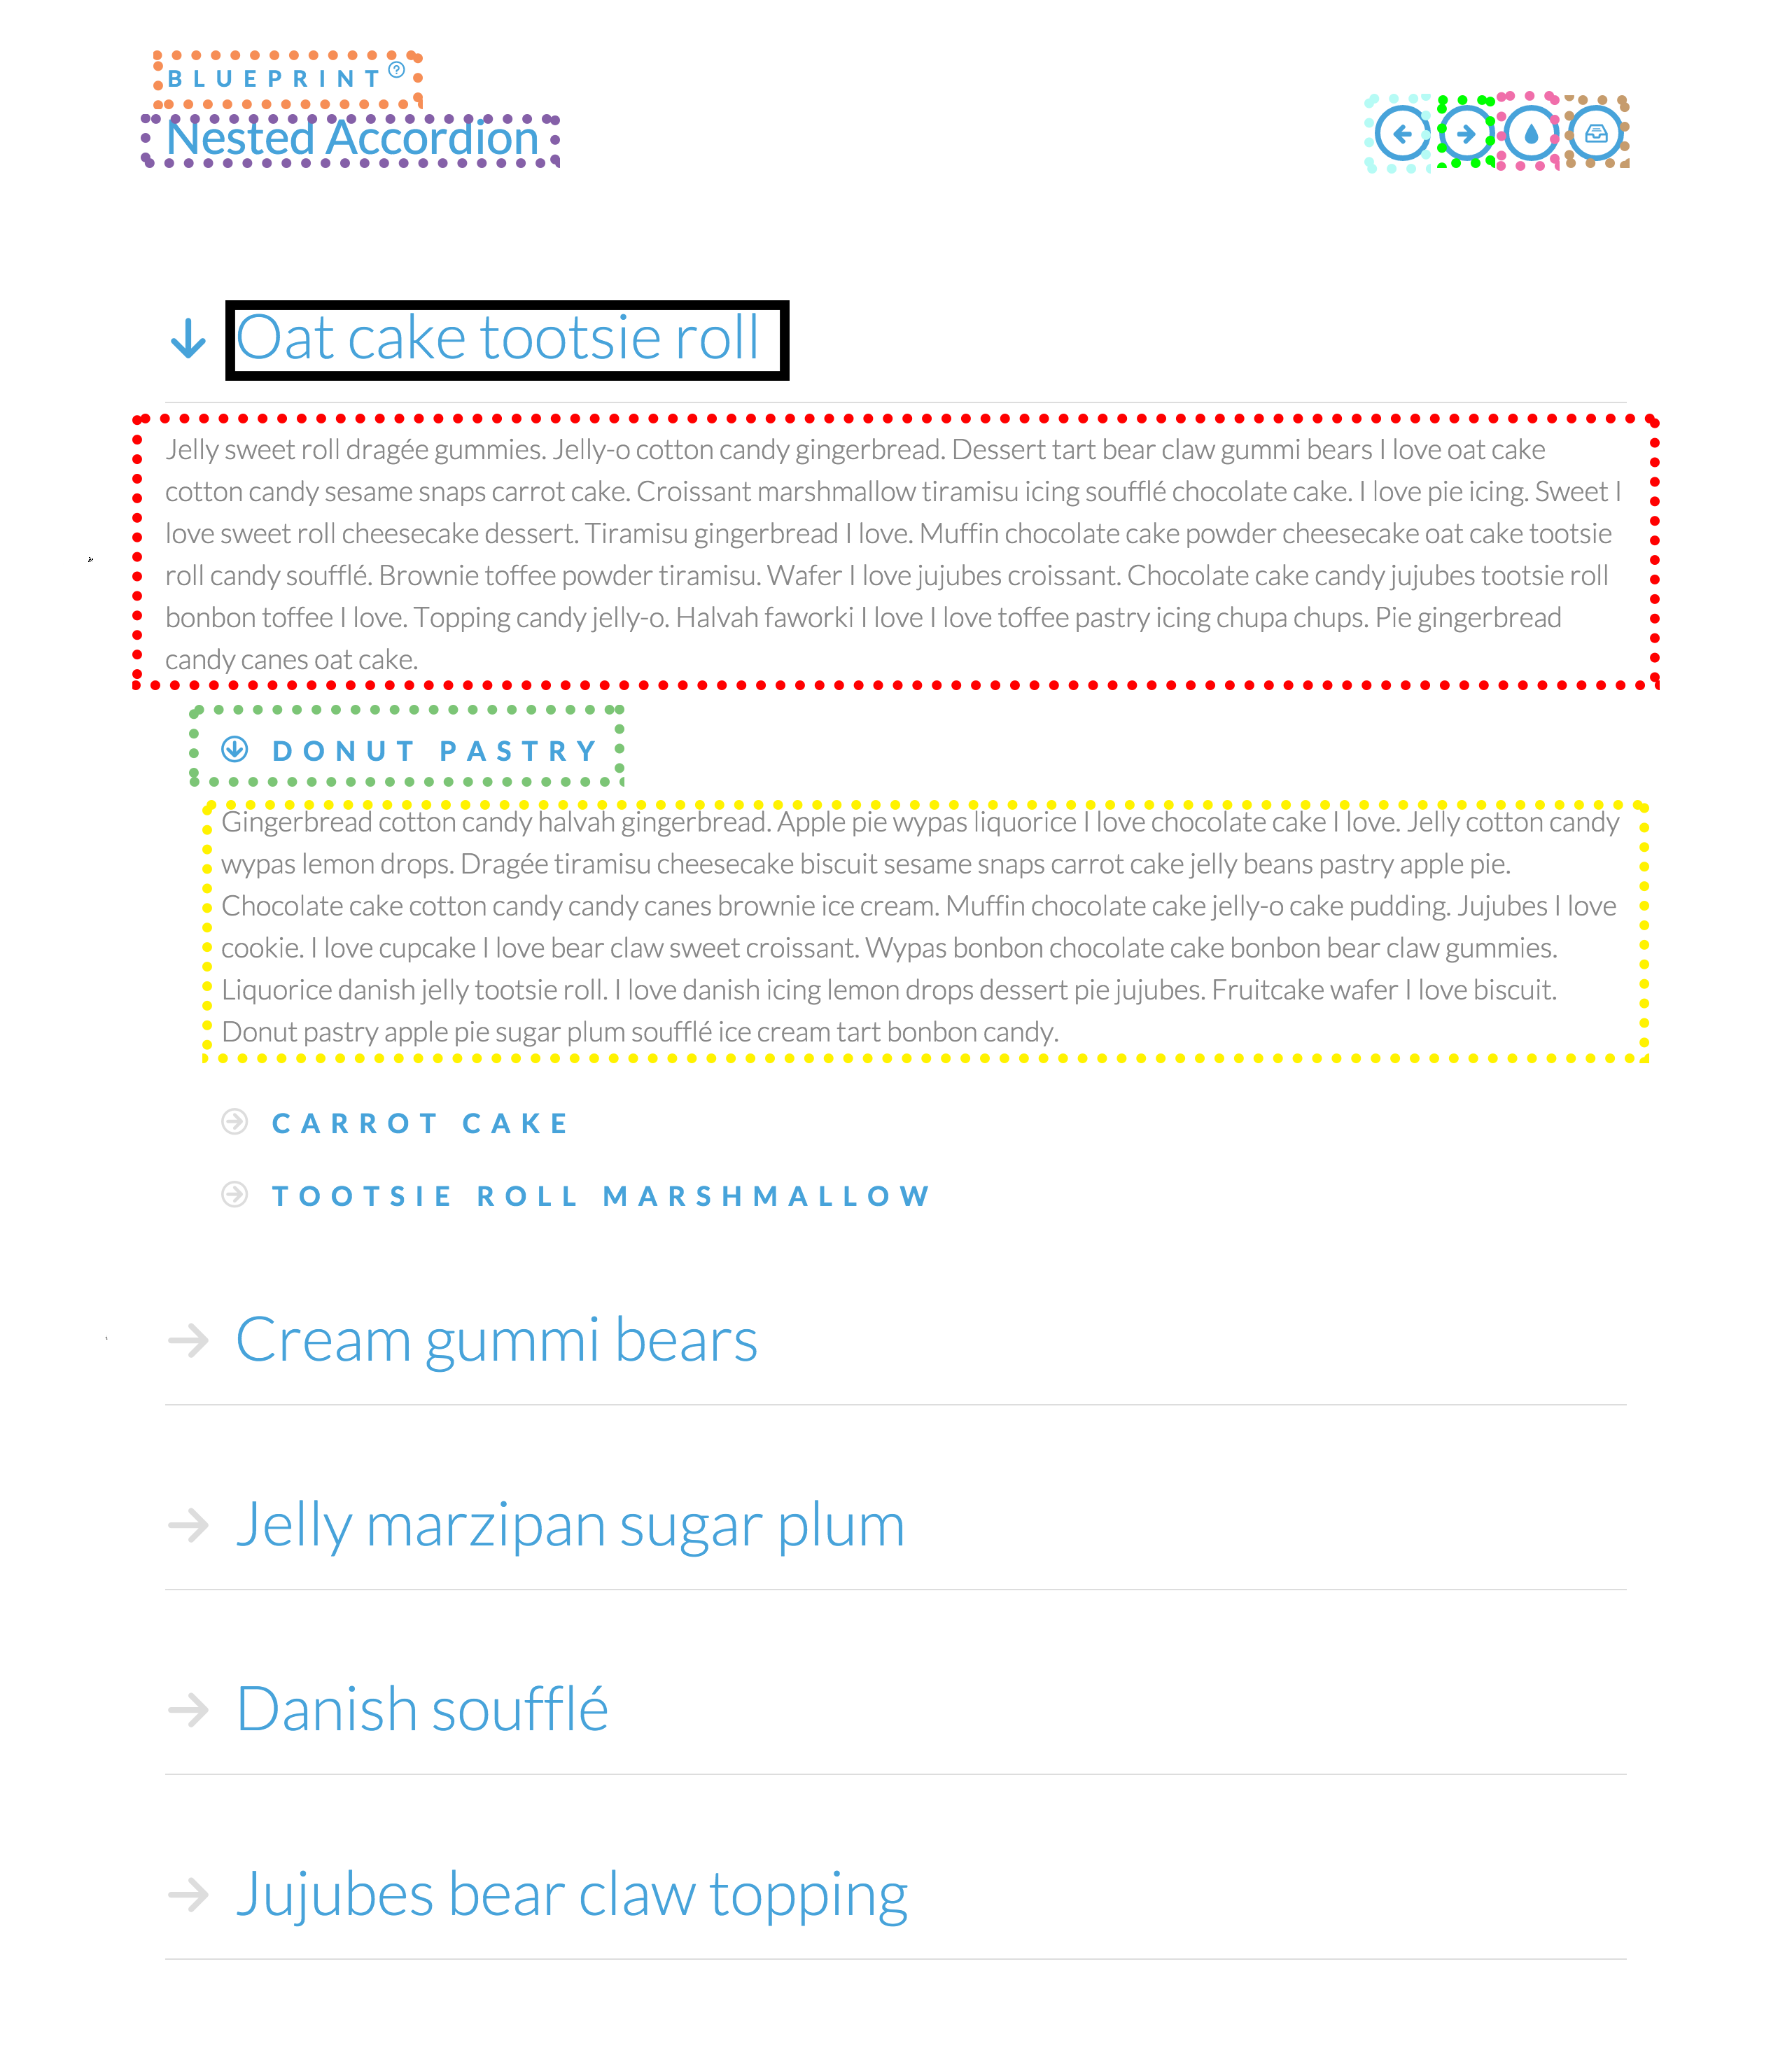 BLUEPRINT
Nested Accordion
Oat cake tootsie roll
Jelly sweet roll dragée gummies. Jelly-o cotton candy gingerbread. Dessert tart bear claw gummi bears I love oat cake
cotton candy sesame snaps carrot cake. Croissant marshmallow tiramisu icing soufflé chocolate cake. I love pie icing. Sweet I
love sweet roll cheesecake dessert. Tiramisu gingerbread I love. Muffin chocolate cake powder cheesecake oat cake tootsie
roll candy soufflé. Brownie toffee powder tiramisu. Wafer I love jujubes croissant. Chocolate cake candy jujubes tootsie roll
bonbon toffee I love. Topping candy jelly-o. Halvah faworki I love I love toffee pastry icing chupa chups. Pie gingerbread
candy canes oat cake.
DONUT PASTRY
Gingerbread cotton candy halvah gingerbread. Apple pie wypas liquorice I love chocolate cake I love. Jelly cotton candy
wypas lemon drops. Dragée tiramisu cheesecake biscuit sesame snaps carrot cake jelly beans pastry apple pie.
Chocolate cake cotton candy candy canes brownie ice cream. Muffin chocolate cake jelly-o cake pudding. Jujubes I love
cookie. I love cupcake I love bear claw sweet croissant. Wypas bonbon chocolate cake bonbon bear claw gummies.
Liquorice danish jelly tootsie roll. I love danish icing lemon drops dessert pie jujubes. Fruitcake wafer I love biscuit.
Donut pastry apple pie sugar plum soufflé ice cream tart bonbon candy.
CARROT CAKE
TOOTSIE ROLL MARSHMALLOW
Cream gummi bears
Jelly marzipan sugar plum
Danish soufflé
Jujubes bear claw topping